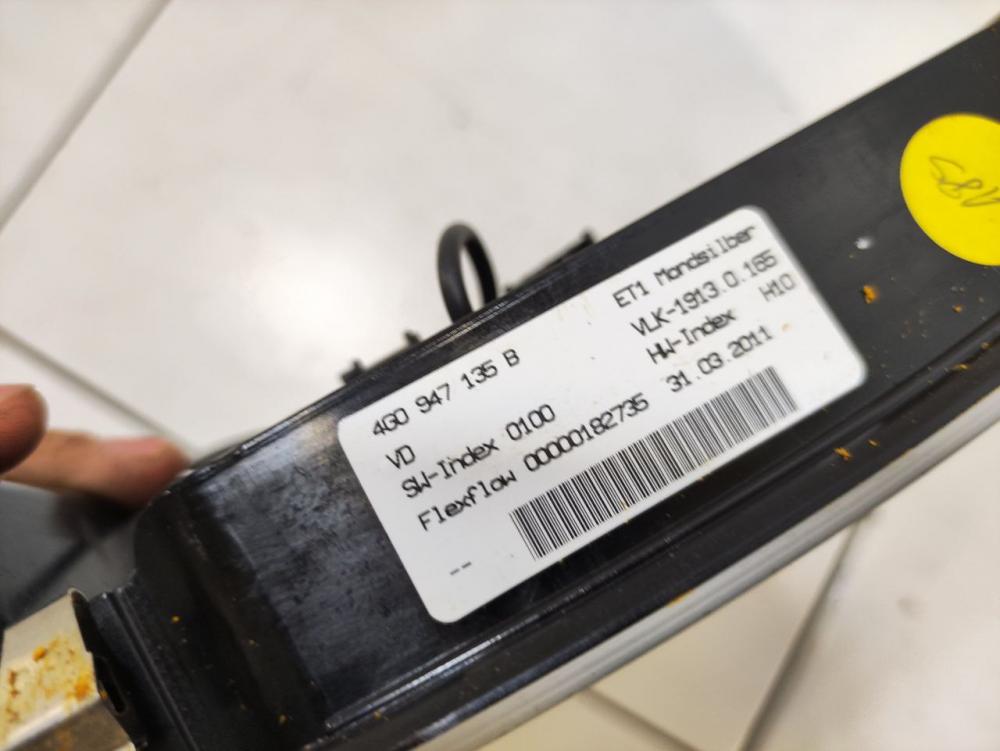 4G0 947 135 B
ET1 Mondsilber
VD
VLK-1913.0.165
SW-Index 0100
HW-Index H10
Flexflow 00000182735 31.03.2011
--